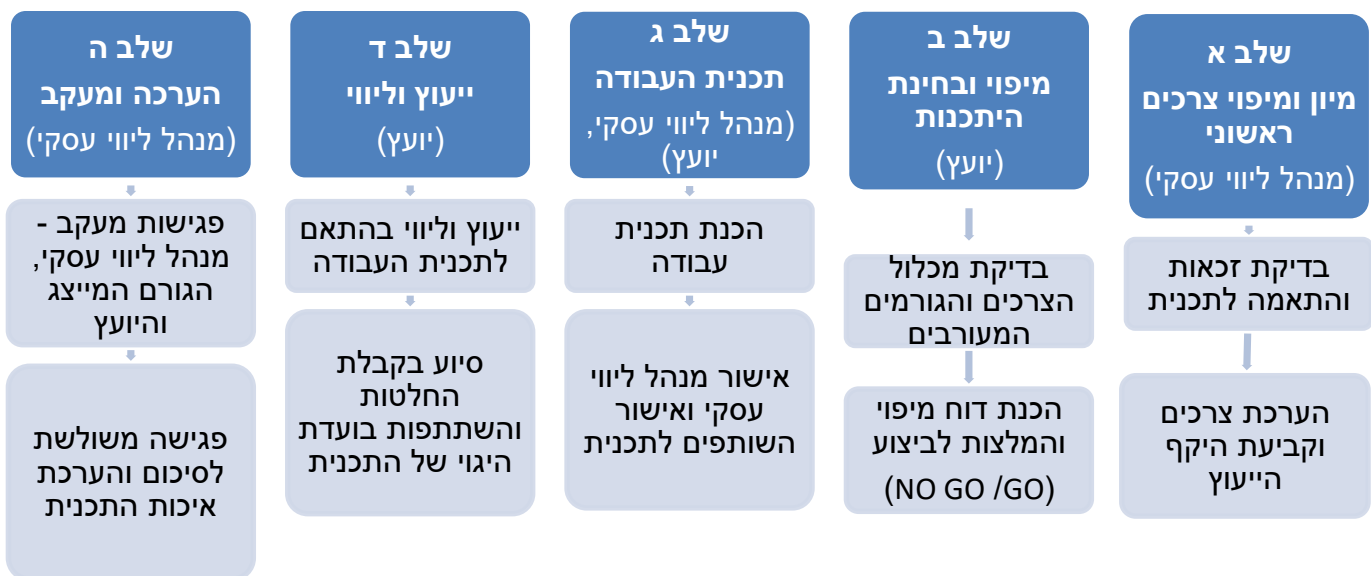 שלב א
מיון ומיפוי צרכים
ראשוני
(מנהל ליווי עסקי)
בדיקת זכאות
והתאמה לתכנית
הערכת צרכים
וקביעת היקף
הייעוץ
שלב ב
מיפוי ובחינת
היתכנות
(יועץ)
בדיקת מכלול
הצרכים והגורמים
המעורבים
הכנת דוח מיפוי
והמלצות לביצוע
(NO GO /GO)
שלב ג
תכנית העבודה
(מנהל ליווי עסקי,
יועץ)
הכנת תכנית
עבודה
אישור מנהל ליווי
עסקי ואישור
השותפים לתכנית
שלב ד
ייעוץ וליווי
(יועץ)
ייעוץ וליווי בהתאם
לתכנית העבודה
סיוע בקבלת
החלטות
והשתתפות בועדת
היגוי של התכנית
שלב ה
הערכה ומעקב
(מנהל ליווי עסקי)
פגישות מעקב -
מנהל ליווי עסקי,
הגורם המייצג
והיועץ
פגישה משולשת
לסיכום והערכת
איכות התכנית